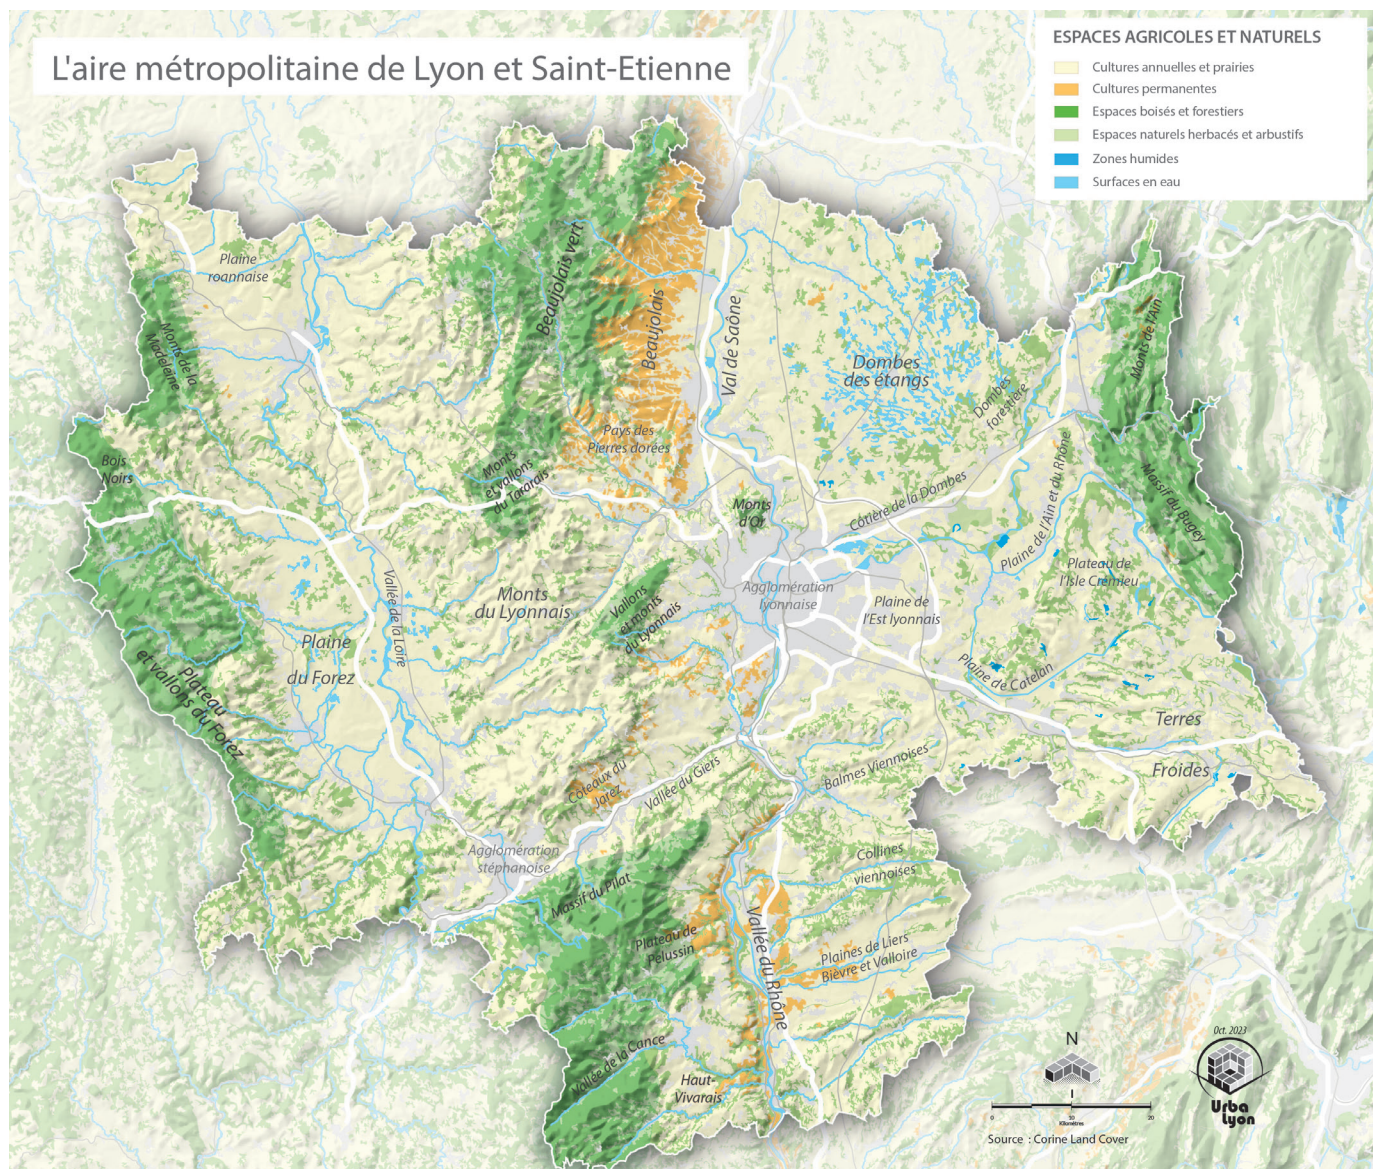 L'aire métropolitaine de Lyon et Saint-Etienne
ESPACES AGRICOLES ET NATURELS
Cultures annuelles et prairies
Cultures permanentes
Espaces boisés et forestiers
Espaces naturels herbacés et arbustifs
Zones humides
Surfaces en eau
Plaine
roannaise
Beaujolais vert
Beaujolais
Val de Saône
Monts de l'Ain
Monts de la
Madeleine
Dombes
des étangs
Dombes
forestière
Pays des
Pierres dorées
Bois
Noirs
Monts
et vallons
du Tararais
Monts
d'Or
Côtière de la Dombes
Plaine de l'Ain et du Rhône
Massif du Bugey
Vallée de la Loire
Monts
du Lyonnais
Vallons
et monts
du Lyonnais
Agglomération
lyonnaise
Plaine de
l'Est lyonnais
Plateau de
l'Isle Crémieu
Plaine
du Forez
Plateau
et vallons du Forez
Plaine de Catelan
Terres
Froides
Côteaux du
Jarez
Vallée du Giers
Balmes Viennoises
Agglomération
stéphanoise
Collines
viennoises
Massif du Pilat
Plateau de
Pelussin
Vallée du Rhône
Plaines de Liers
Bièvre et Valloire
Vallée de la Cance
Haut-
Vivarais
N
0 10 20
Kilomètres
Source : Corine Land Cover
Oct. 2023
Urba
Lyon